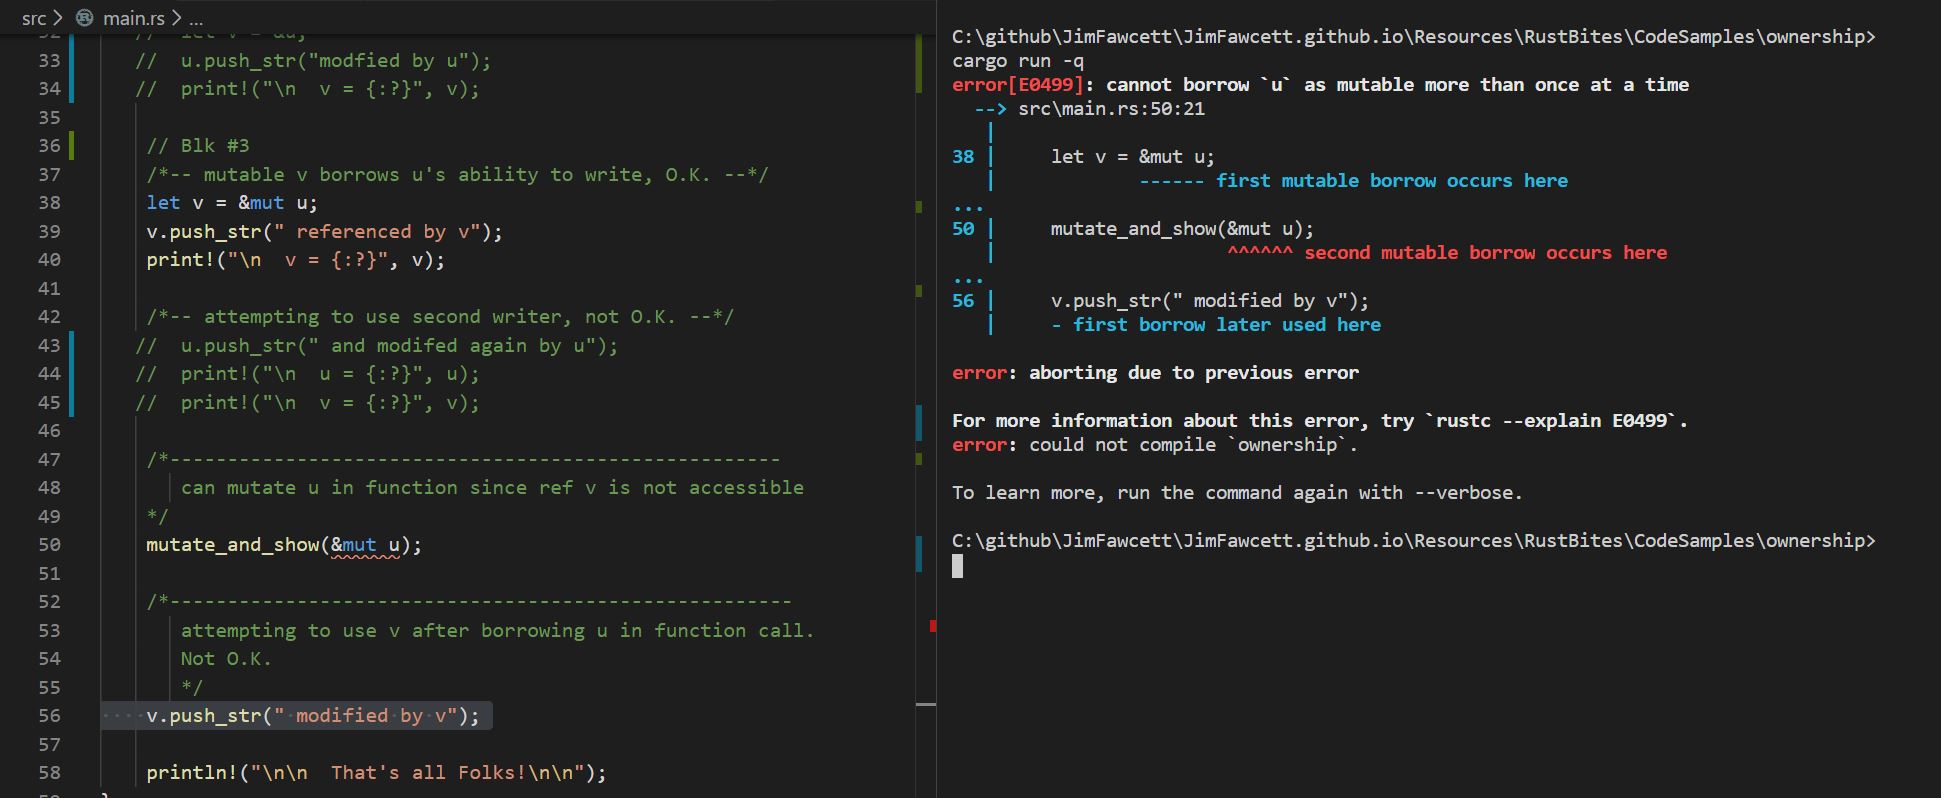 src > main.rs > ...
32 // let v = &u;
33 // u.push_str("modfied by u");
34 // print!("\n v = {:?}", v);
35
36 // Blk #3
37 /*-- mutable v borrows u's ability to write, O.K. --*/
38 let v = &mut u;
39 v.push_str(" referenced by v");
40 print!("\n v = {:?}", v);
41
42 /*-- attempting to use second writer, not O.K. --*/
43 // u.push_str(" and modifed again by u");
44 // print!("\n u = {:?}", u);
45 // print!("\n v = {:?}", v);
46
47 /*-----------------------------------------------------
48 can mutate u in function since ref v is not accessible
49 */
50 mutate_and_show(&mut u);
51
52 /*------------------------------------------------------
53 attempting to use v after borrowing u in function call.
54 Not O.K.
55 */
56 v.push_str(" modified by v");
57
58 println!("\n\n That's all Folks!\n\n");
59 }
C:\github\JimFawcett\JimFawcett.github.io\Resources\RustBites\CodeSamples\ownership>
cargo run -q
error[E0499]: cannot borrow `u` as mutable more than once at a time
--> src\main.rs:50:21
|
38 | let v = &mut u;
| ------ first mutable borrow occurs here
...
50 | mutate_and_show(&mut u);
| ^^^^^^ second mutable borrow occurs here
...
56 | v.push_str(" modified by v");
| - first borrow later used here
error: aborting due to previous error
For more information about this error, try `rustc --explain E0499`.
error: could not compile `ownership`.
To learn more, run the command again with --verbose.
C:\github\JimFawcett\JimFawcett.github.io\Resources\RustBites\CodeSamples\ownership>